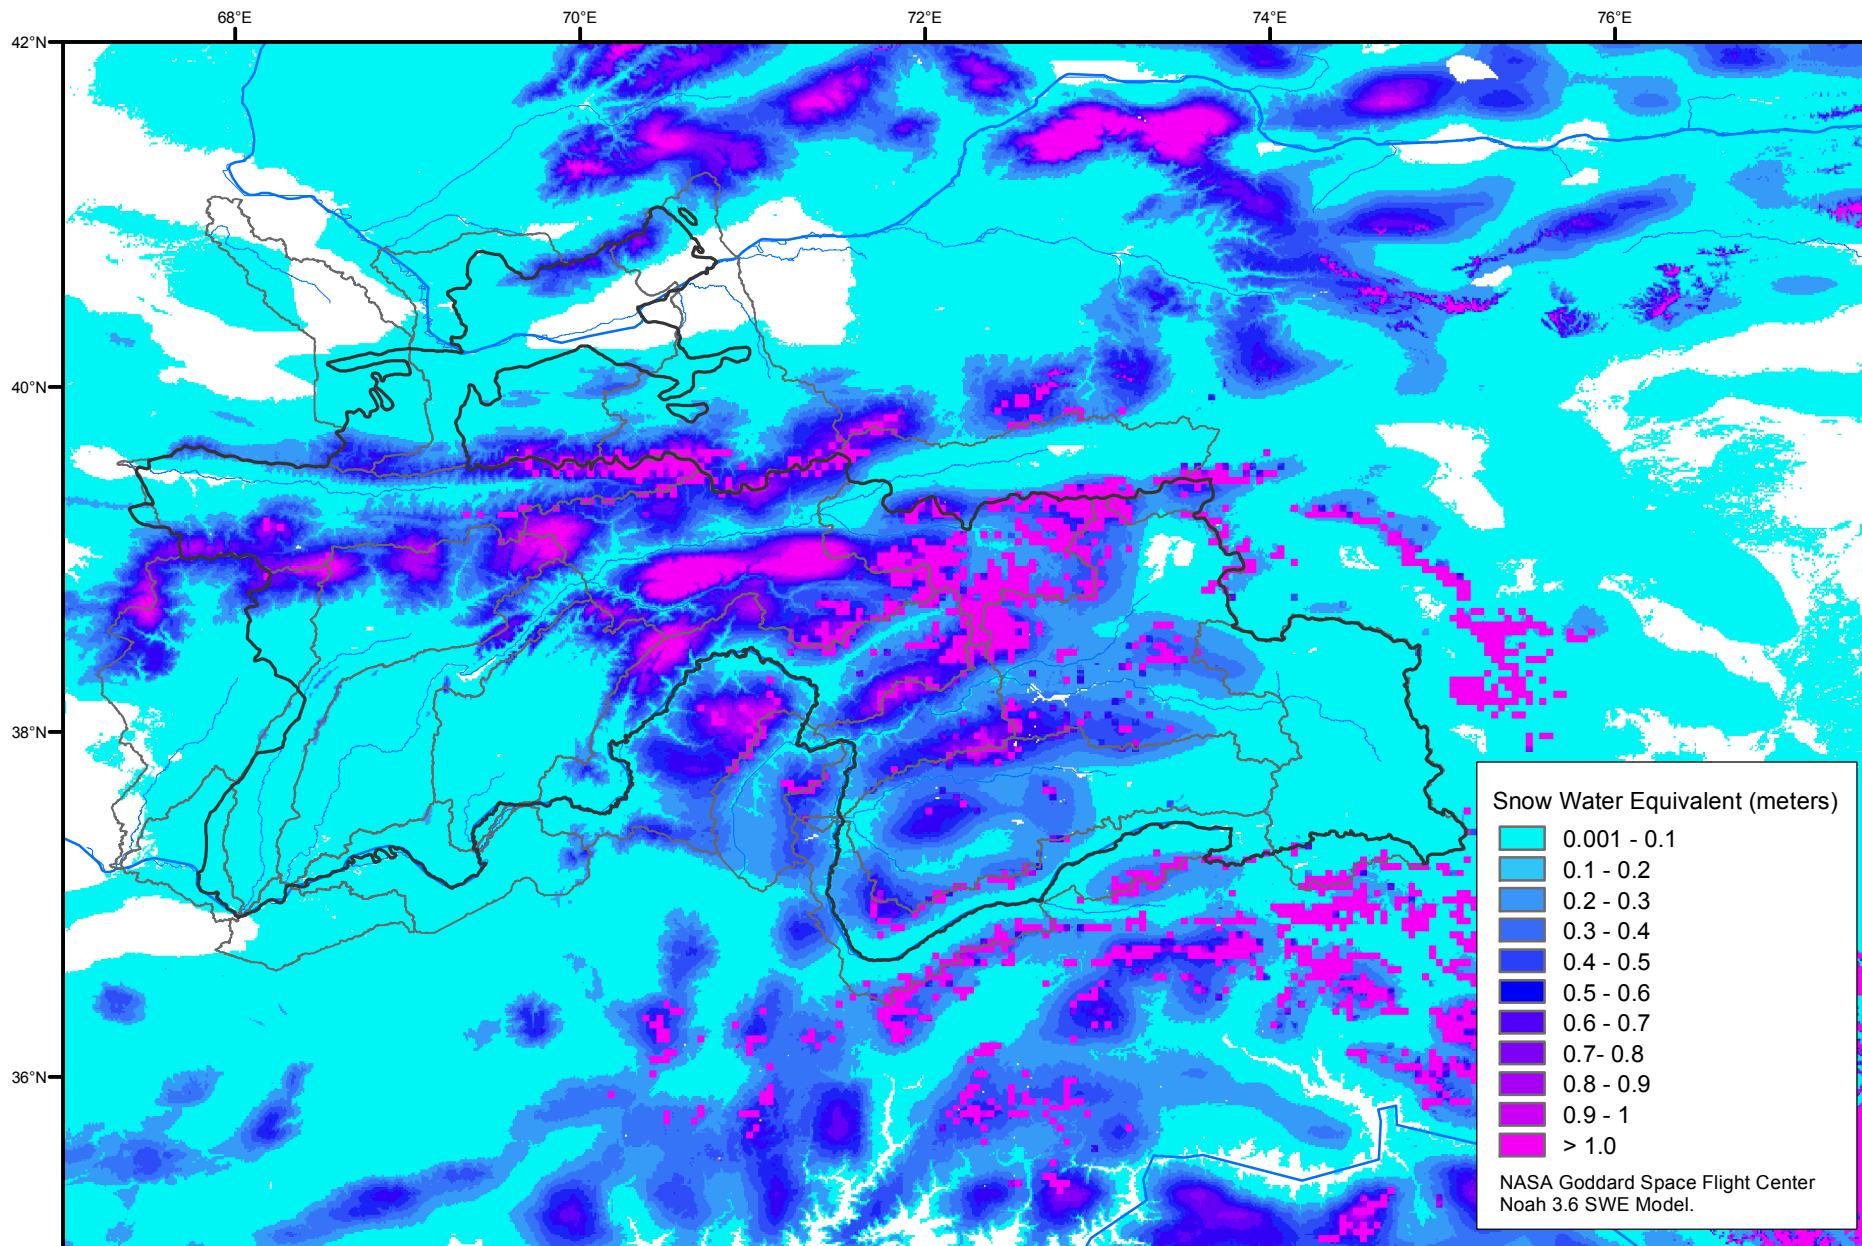 68°E
70°E
72°E
74°E
76°E
42°N
40°N
38°N
36°N
Snow Water Equivalent (meters)
0.001 - 0.1
0.1 - 0.2
0.2 - 0.3
0.3 - 0.4
0.4 - 0.5
0.5 - 0.6
0.6 - 0.7
0.7- 0.8
0.8 - 0.9
0.9 - 1
> 1.0
NASA Goddard Space Flight Center
Noah 3.6 SWE Model.